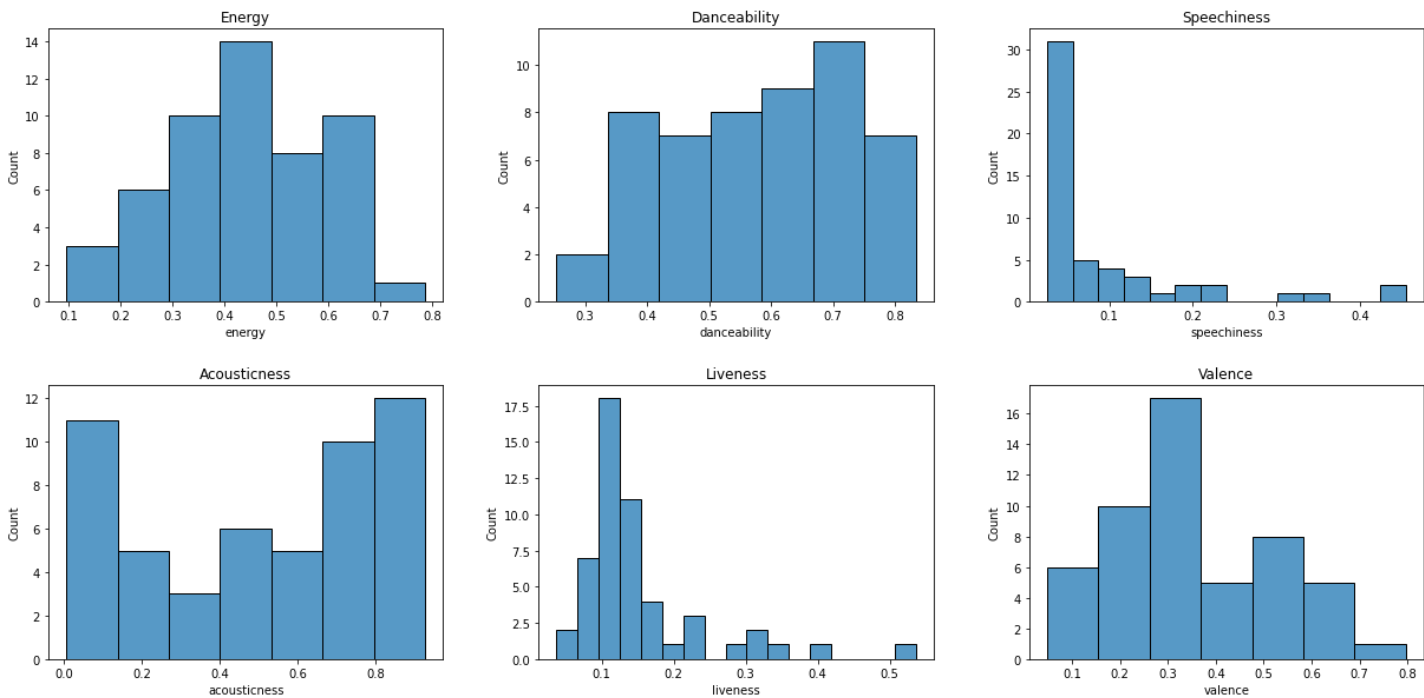 Energy
Count
14
12
10
8
6
4
2
0
0.1 0.2 0.3 0.4 0.5 0.6 0.7 0.8
energy
Danceability
Count
10
8
6
4
2
0
0.3 0.4 0.5 0.6 0.7 0.8
danceability
Speechiness
Count
30
25
20
15
10
5
0
0.1 0.2 0.3 0.4
speechiness
Acousticness
Count
12
10
8
6
4
2
0
0.0 0.2 0.4 0.6 0.8
acousticness
Liveness
Count
17.5
15.0
12.5
10.0
7.5
5.0
2.5
0.0
0.1 0.2 0.3 0.4 0.5
liveness
Valence
Count
16
14
12
10
8
6
4
2
0
0.1 0.2 0.3 0.4 0.5 0.6 0.7 0.8
valence